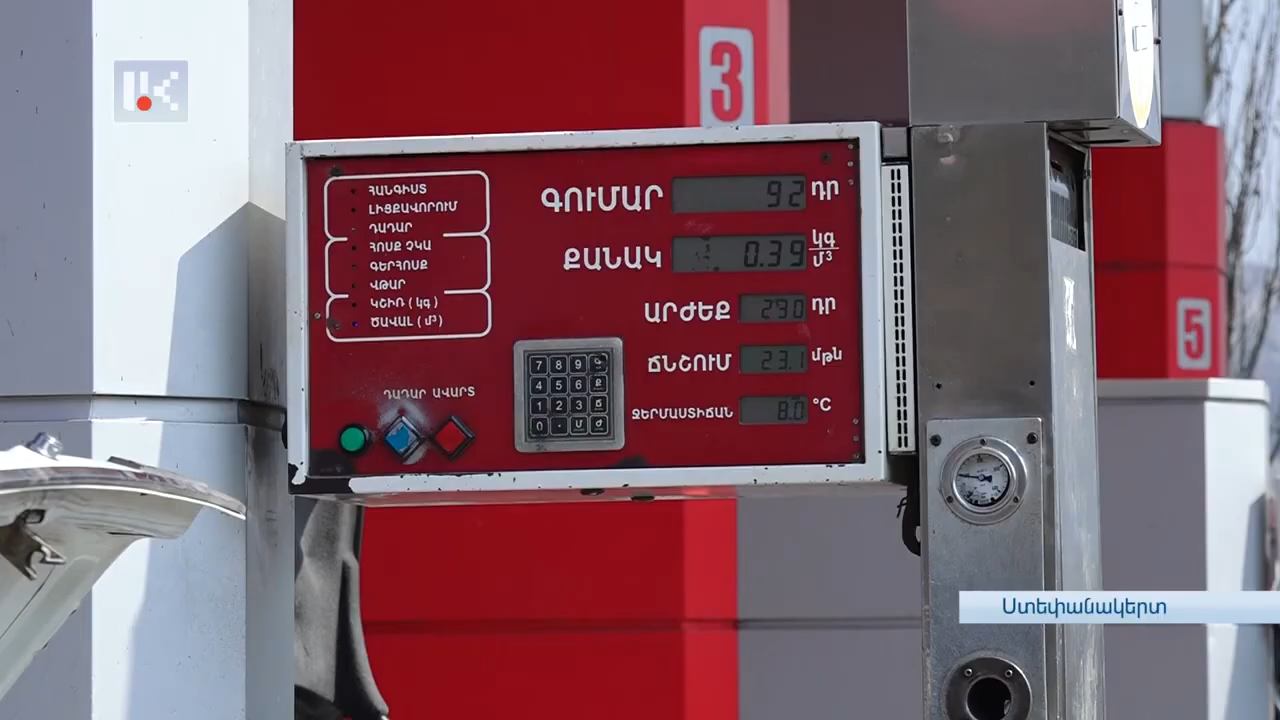 3
ՀԱՆԳԻՍՏ
ԼԻՑՔԱՎՈՐՈՒՄ
ԴԱԴԱՐ
ՀՈՍՔ ՉԿԱ
ԳԵՐՀՈՍՔ
ՎԹԱՐ
ԿՇԻՌ (կգ)
ԾԱՎԱԼ (մ³)
ԳՈՒՄԱՐ 92 դր
ՔԱՆԱԿ 0.39 կգ/մ³
ԱՐԺԵՔ 230 դր
ՃՆՇՈՒՄ 23.1 մթն
ՋԵՐՄԱՍՏԻՃԱՆ 8.0 °C
ԴԱԴԱՐ ԱՎԱՐՏ
7 8 9
4 5 6 Ք
1 2 3 Ճ
0 · Մ Ժ
5
Ստեփանակերտ